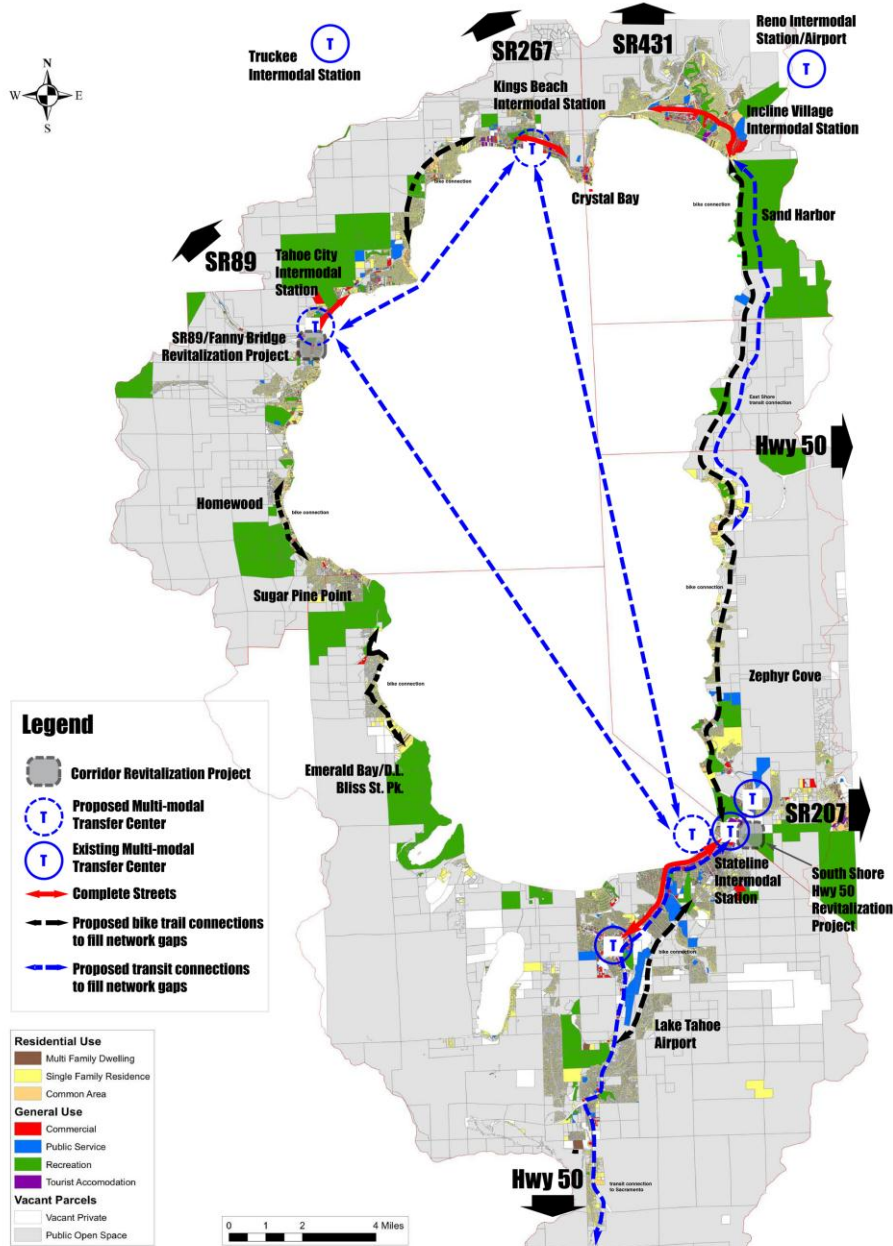 Truckee
Intermodal Station
T
SR267
SR431
Reno Intermodal
Station/Airport
T
N
W
E
S
Kings Beach
Intermodal Station
T
Incline Village
Intermodal Station
bike connection
Crystal Bay
bike connection
Sand Harbor
SR89
Tahoe City
Intermodal
Station
T
SR89/Fanny Bridge
Revitalization Project
East Shore
transit connection
Hwy 50
Homewood
bike connection
Sugar Pine Point
bike connection
bike connection
Zephyr Cove
Emerald Bay/D.L.
Bliss St. Pk.
T
T
T
SR207
Stateline
Intermodal
Station
South Shore
Hwy 50
Revitalization
Project
T
bike connection
Lake Tahoe
Airport
Hwy 50
transit connection
to Sacramento
Legend
Corridor Revitalization Project
T
Proposed Multi-modal
Transfer Center
T
Existing Multi-modal
Transfer Center
Complete Streets
Proposed bike trail connections
to fill network gaps
Proposed transit connections
to fill network gaps
Residential Use
Multi Family Dwelling
Single Family Residence
Common Area
General Use
Commercial
Public Service
Recreation
Tourist Accomodation
Vacant Parcels
Vacant Private
Public Open Space
0 1 2 4 Miles